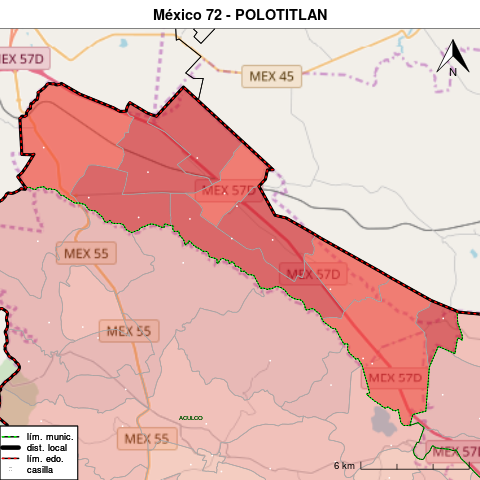 México 72 - POLOTITLAN
MEX 57D
MEX 45
N
MEX 57D
MEX 55
MEX 57D
MEX 55
MEX 57D
ACULCO
MEX 55
MEX 57D
lím. munic.
dist. local
lím. edo.
casilla
6 km